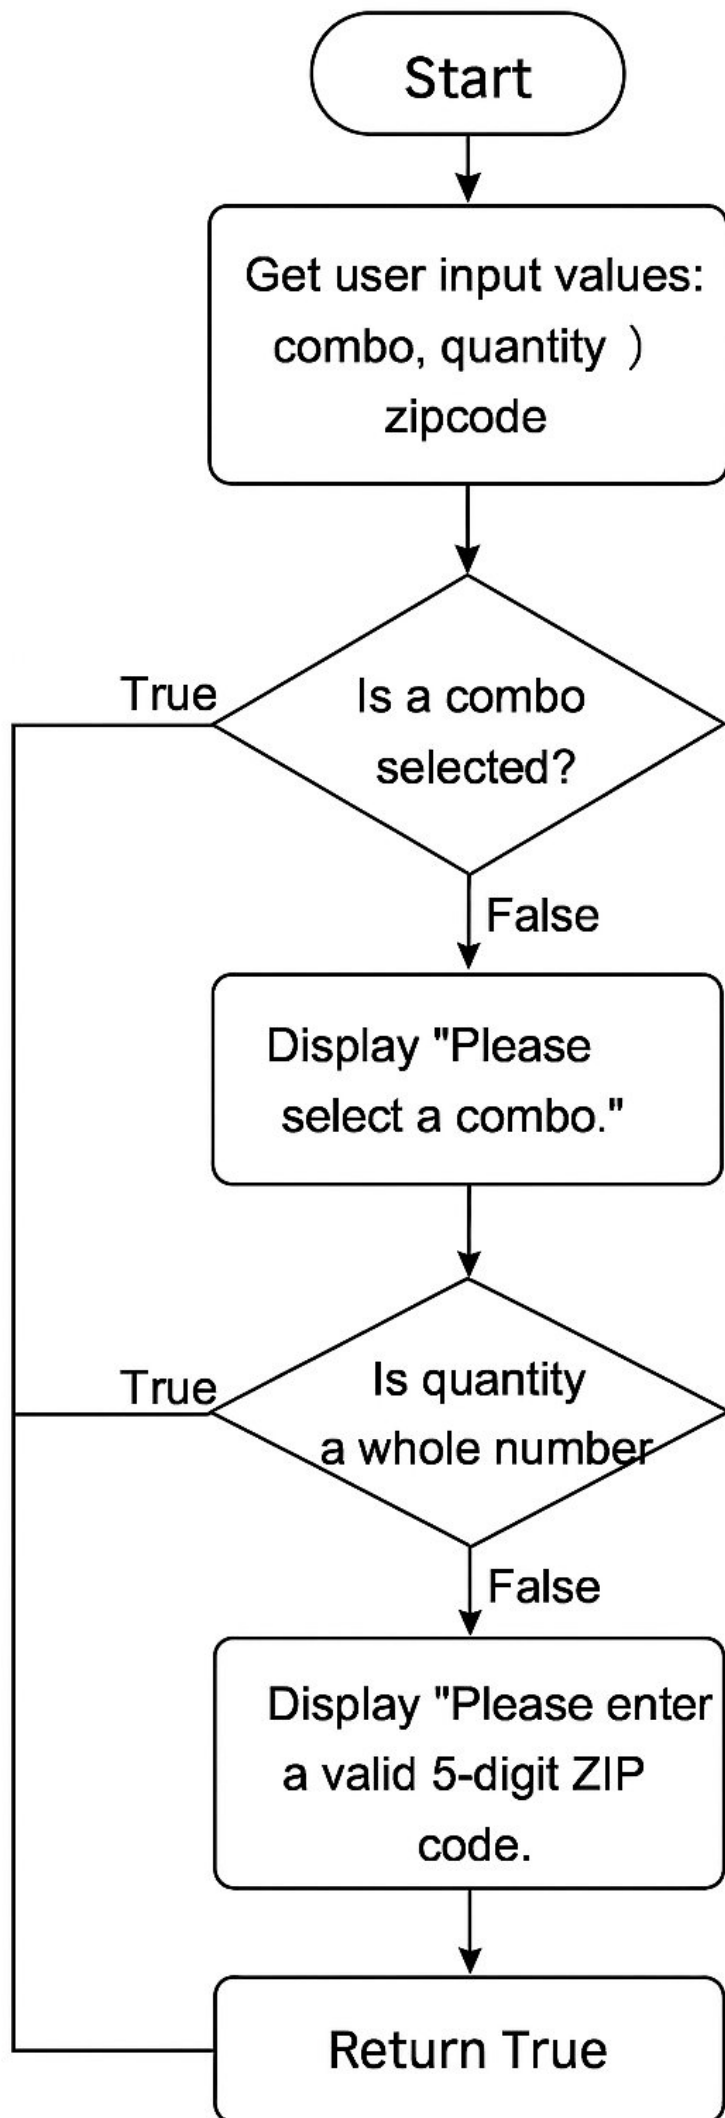 Start
Get user input values:
combo, quantity )
zipcode
True
Is a combo
selected?
False
Display "Please
select a combo."
True
Is quantity
a whole number
False
Display "Please enter
a valid 5-digit ZIP
code.
Return True